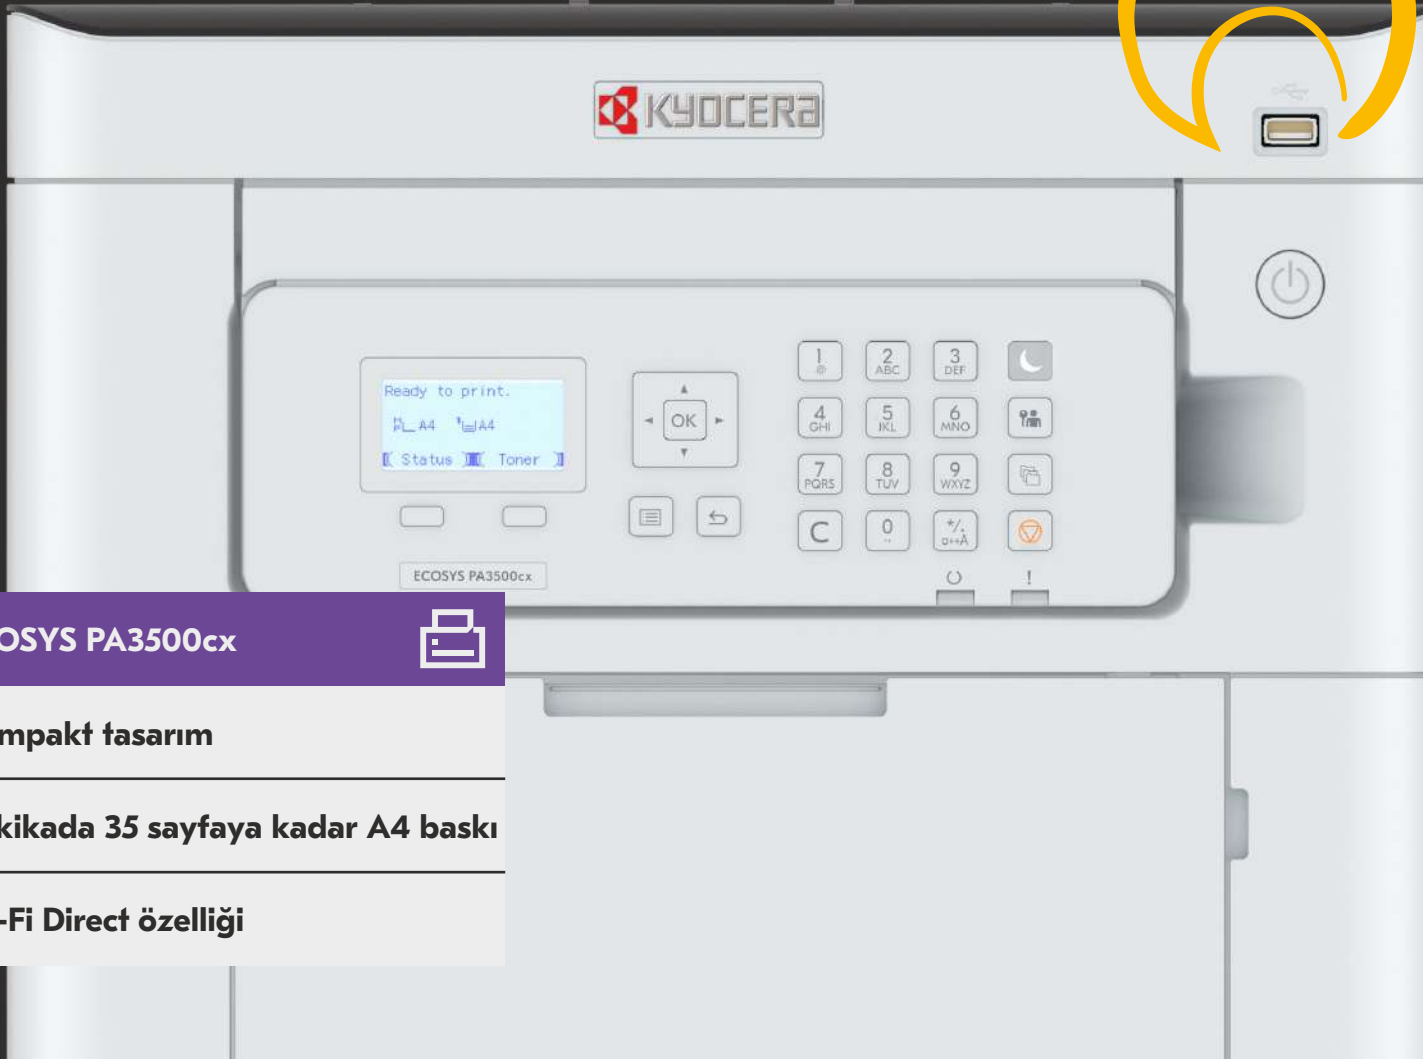 KYOCERA
Ready to print.
A4 A4
[ Status ] [ Toner ]
OK
1
.@
2
ABC
3
DEF
4
GHI
5
JKL
6
MNO
7
PQRS
8
TUV
9
WXYZ
C
0
*/.
a↔A
!
ECOSYS PA3500cx
OSYS PA3500cx
mpakt tasarım
kikada 35 sayfaya kadar A4 baskı
-Fi Direct özelliği